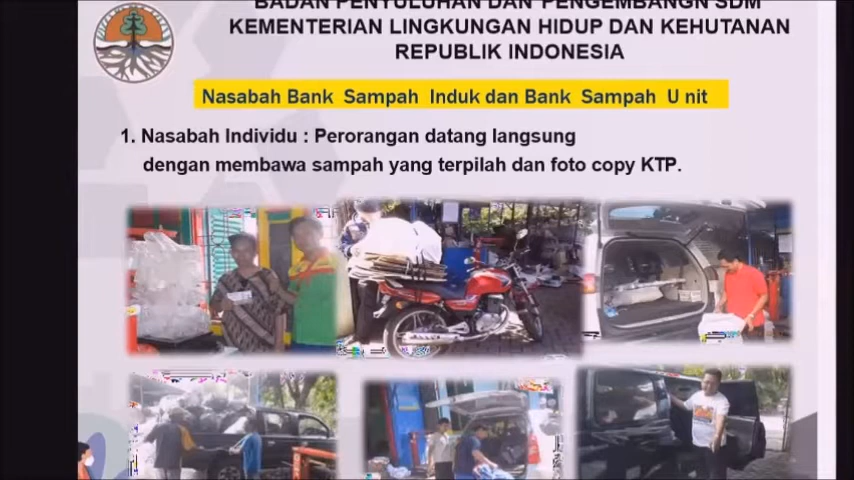 BADAN PENYULUHAN DAN PENGEMBANGN SDM
KEMENTERIAN LINGKUNGAN HIDUP DAN KEHUTANAN
REPUBLIK INDONESIA
Nasabah Bank Sampah Induk dan Bank Sampah U nit
1. Nasabah Individu : Perorangan datang langsung
dengan membawa sampah yang terpilah dan foto copy KTP.